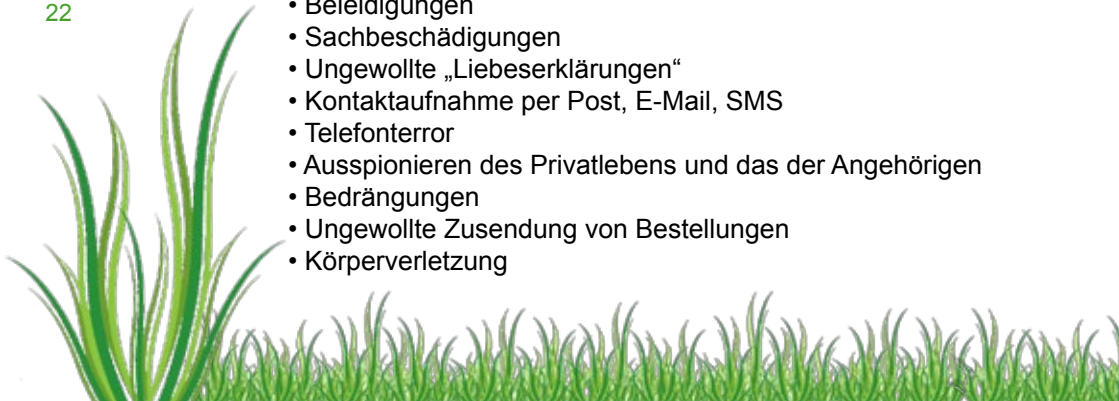 22
• Beleidigungen
• Sachbeschädigungen
• Ungewollte „Liebeserklärungen“
• Kontaktaufnahme per Post, E-Mail, SMS
• Telefonterror
• Ausspionieren des Privatlebens und das der Angehörigen
• Bedrängungen
• Ungewollte Zusendung von Bestellungen
• Körperverletzung